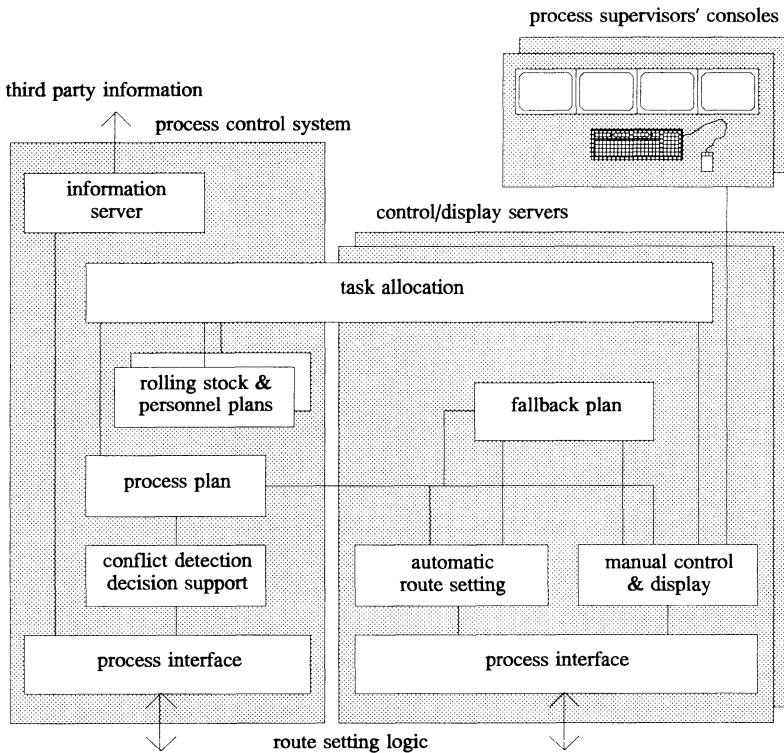 process supervisors' consoles
third party information
process control system
information
server
control/display servers
task allocation
rolling stock &
personnel plans
fallback plan
process plan
conflict detection
decision support
automatic
route setting
manual control
& display
process interface
process interface
route setting logic